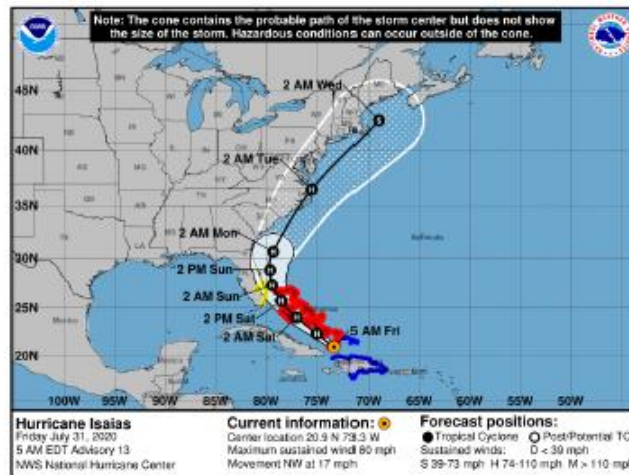 Note: The cone contains the probable path of the storm center but does not show
the size of the storm. Hazardous conditions can occur outside of the cone.
2 AM Wed
45N
40N
2 AM Tue
35N
2 AM Mon
Bermuda
30N
2 PM Sun
2 AM Sun
25N
2 PM Sat
5 AM Fri
2 AM Sat
Mexico
20N
Jamaica
100W 95W 90W 85W 80W 75W 70W 65W 60W 55W 50W
Hurricane Isaias
Friday July 31, 2020
5 AM EDT Advisory 13
NWS National Hurricane Center
Current information:
Center location 20.9 N 73.3 W
Maximum sustained wind 80 mph
Movement NW at 17 mph
Forecast positions:
Tropical Cyclone Post/Potential TC
Sustained winds: D < 39 mph
S 39-73 mph H 74-110 mph M > 110 mph